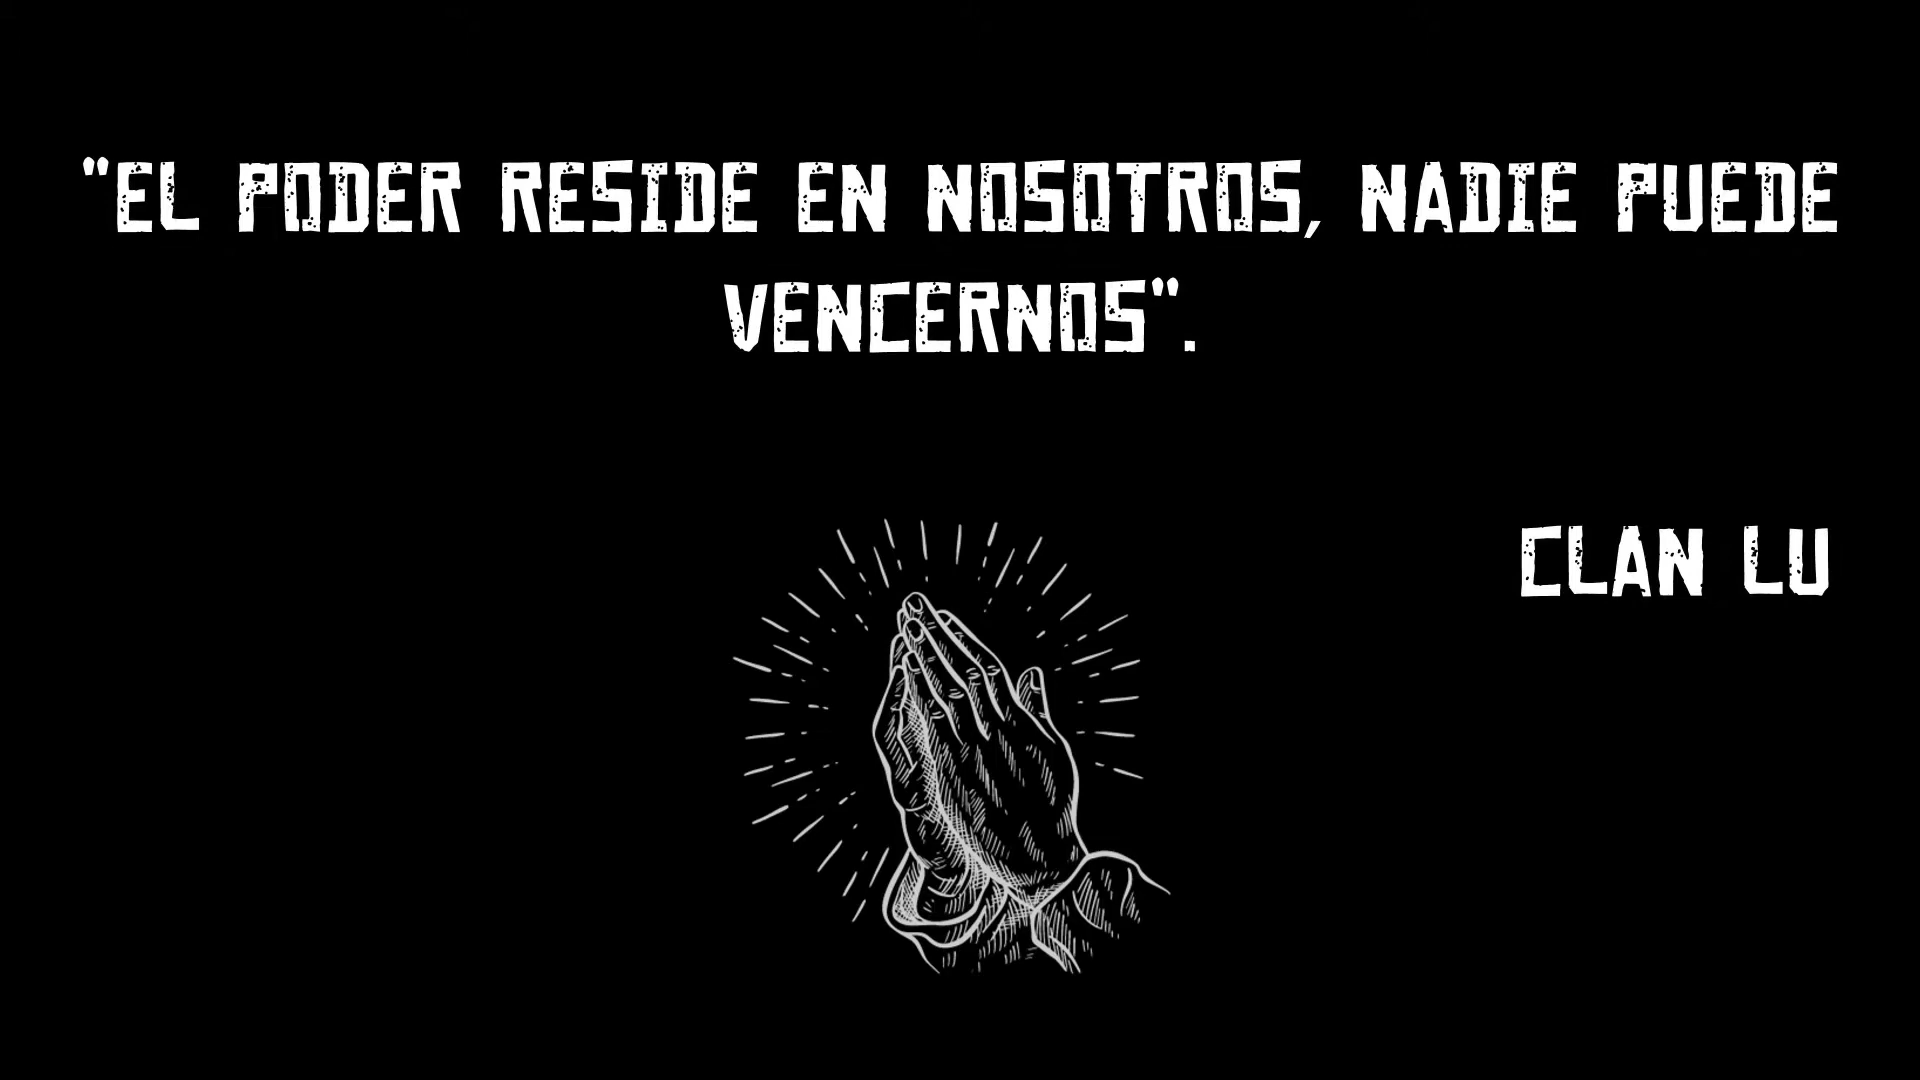 "EL PODER RESIDE EN NOSOTROS, NADIE PUEDE
VENCERNOS".
CLAN LU